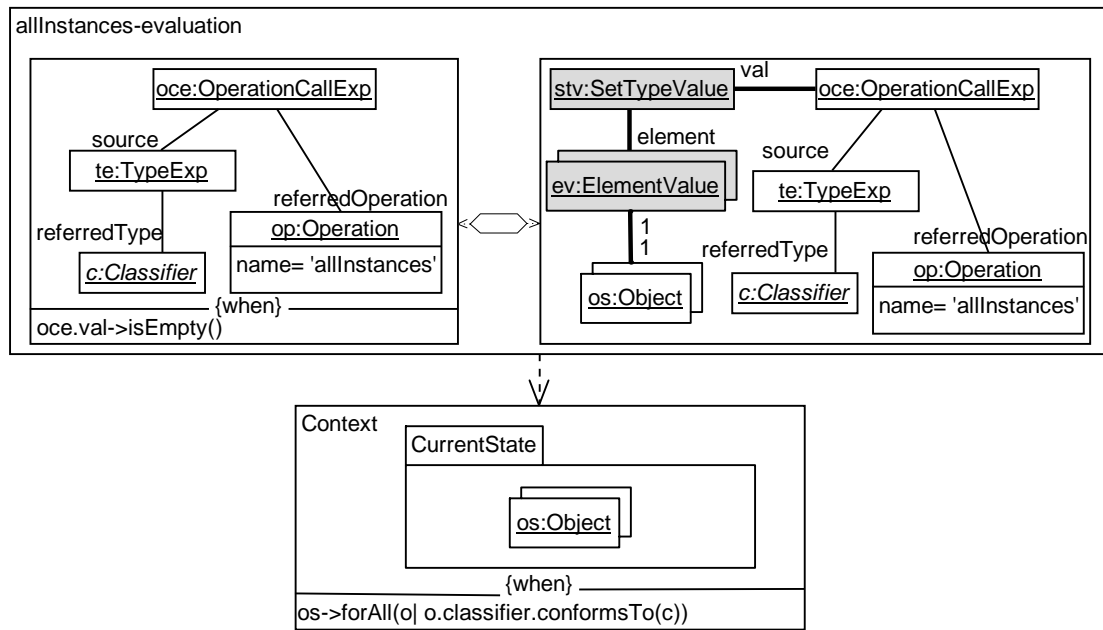 allInstances-evaluation
oce:OperationCallExp
source
te:TypeExp
referredOperation
referredType
op:Operation
name= 'allInstances'
c:Classifier
{when}
oce.val->isEmpty()
val
stv:SetTypeValue
oce:OperationCallExp
element
source
ev:ElementValue
te:TypeExp
1
1
referredOperation
referredType
op:Operation
os:Object
c:Classifier
name= 'allInstances'
Context
CurrentState
os:Object
{when}
os->forAll(o| o.classifier.conformsTo(c))